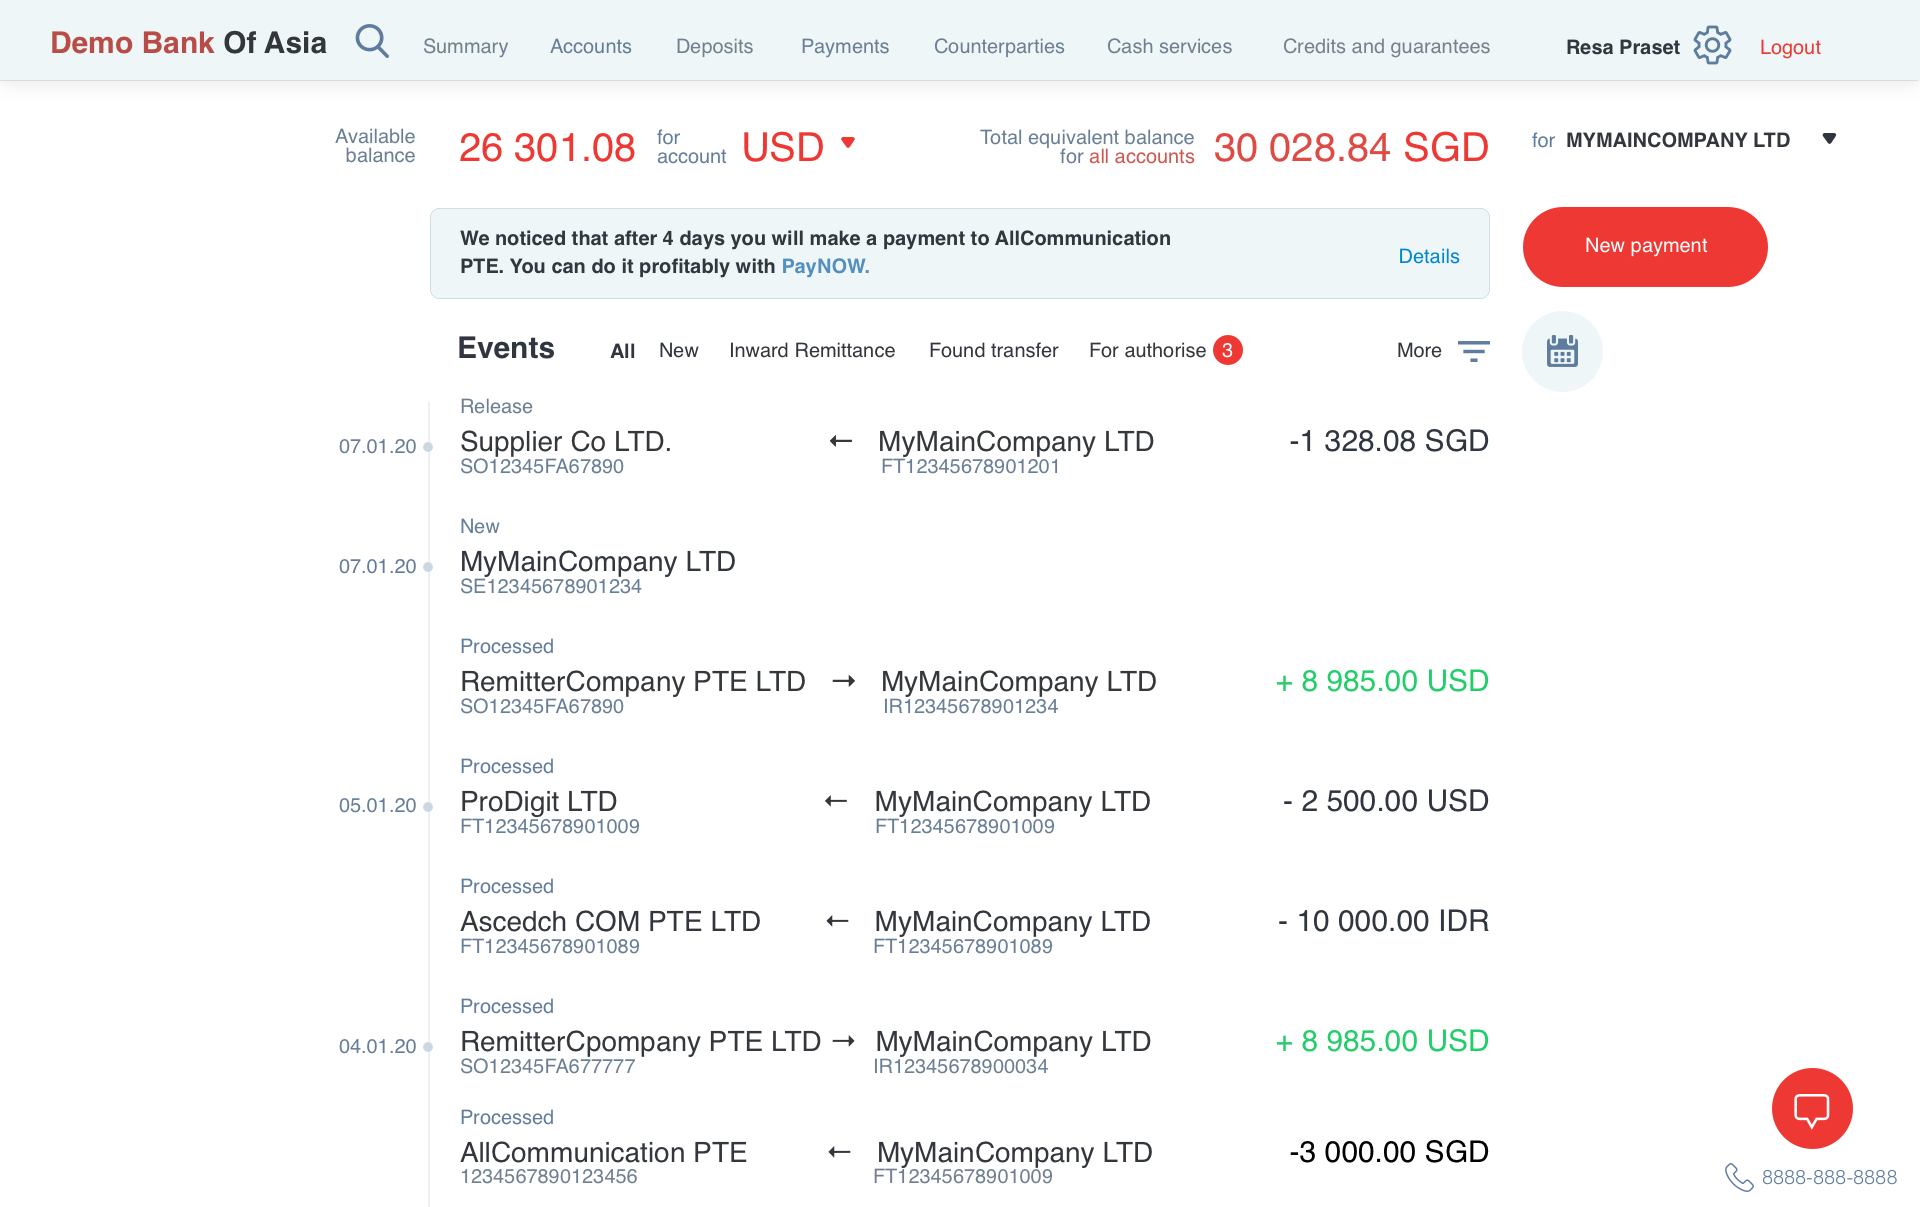 Demo Bank Of Asia
Summary
Accounts
Deposits
Payments
Counterparties
Cash services
Credits and guarantees
Resa Praset
Logout
Available
balance
26 301.08
for
account
USD
Total equivalent balance
for all accounts
30 028.84 SGD
for MYMAINCOMPANY LTD
We noticed that after 4 days you will make a payment to AllCommunication
PTE. You can do it profitably with PayNOW.
Details
New payment
Events
All
New
Inward Remittance
Found transfer
For authorise 3
More
Release
07.01.20
Supplier Co LTD. ← MyMainCompany LTD -1 328.08 SGD
SO12345FA67890 FT12345678901201
New
07.01.20
MyMainCompany LTD
SE12345678901234
Processed
RemitterCompany PTE LTD → MyMainCompany LTD + 8 985.00 USD
SO12345FA67890 IR12345678901234
Processed
05.01.20
ProDigit LTD ← MyMainCompany LTD - 2 500.00 USD
FT12345678901009 FT12345678901009
Processed
Ascedch COM PTE LTD ← MyMainCompany LTD - 10 000.00 IDR
FT12345678901089 FT12345678901089
Processed
04.01.20
RemitterCpompany PTE LTD → MyMainCompany LTD + 8 985.00 USD
SO12345FA677777 IR12345678900034
Processed
AllCommunication PTE ← MyMainCompany LTD -3 000.00 SGD
1234567890123456 FT12345678901009
8888-888-8888